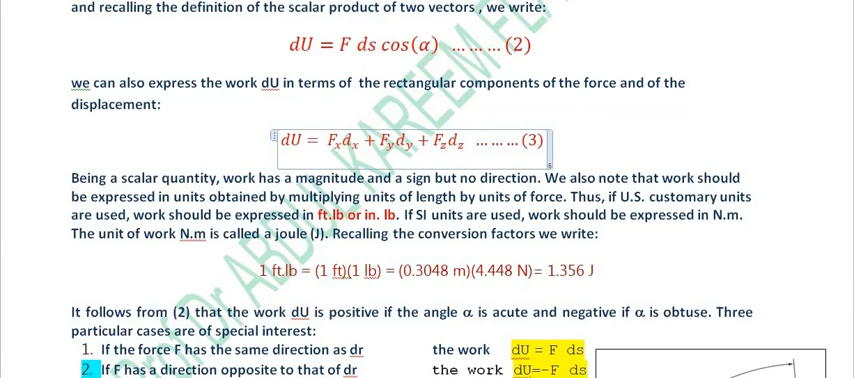 and recalling the definition of the scalar product of two vectors , we write:
dU = F ds cos(α) ………(2)
we can also express the work dU in terms of the rectangular components of the force and of the
displacement:
dU = Fₓdₓ + F_yd_y + F_zd_z ………(3)
Being a scalar quantity, work has a magnitude and a sign but no direction. We also note that work should
be expressed in units obtained by multiplying units of length by units of force. Thus, if U.S. customary units
are used, work should be expressed in ft.lb or in. lb. If SI units are used, work should be expressed in N.m.
The unit of work N.m is called a joule (J). Recalling the conversion factors we write:
1 ft.lb = (1 ft)(1 lb) = (0.3048 m)(4.448 N)= 1.356 J
It follows from (2) that the work dU is positive if the angle α is acute and negative if α is obtuse. Three
particular cases are of special interest:
1. If the force F has the same direction as dr the work dU = F ds
2. If F has a direction opposite to that of dr the work dU=−F ds
Prof Dr ABDUL KAREEM F